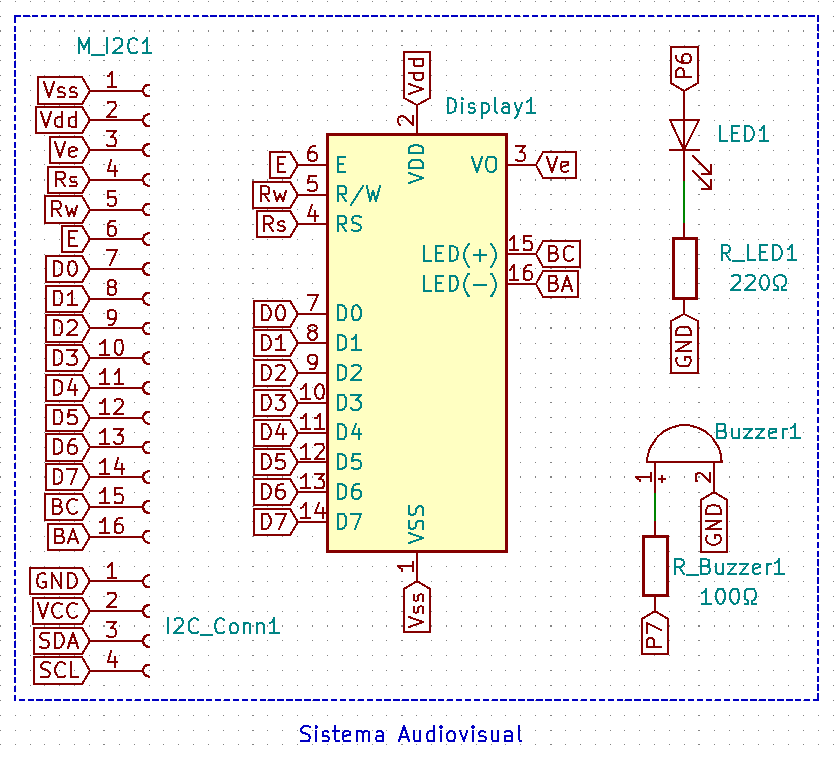 M_I2C1
Vss 1
Vdd 2
Ve 3
Rs 4
Rw 5
E 6
D0 7
D1 8
D2 9
D3 10
D4 11
D5 12
D6 13
D7 14
BC 15
BA 16
GND 1
VCC 2
SDA 3
SCL 4
I2C_Conn1
Vdd
2
Display1
VDD
E 6 E
Rw 5 R/W
Rs 4 RS
VO 3 Ve
LED(+) 15 BC
LED(-) 16 BA
D0 7 D0
D1 8 D1
D2 9 D2
D3 10 D3
D4 11 D4
D5 12 D5
D6 13 D6
D7 14 D7
VSS
1
Vss
P6
LED1
R_LED1
220Ω
GND
Buzzer1
1 +
2
GND
R_Buzzer1
100Ω
P7
Sistema Audiovisual